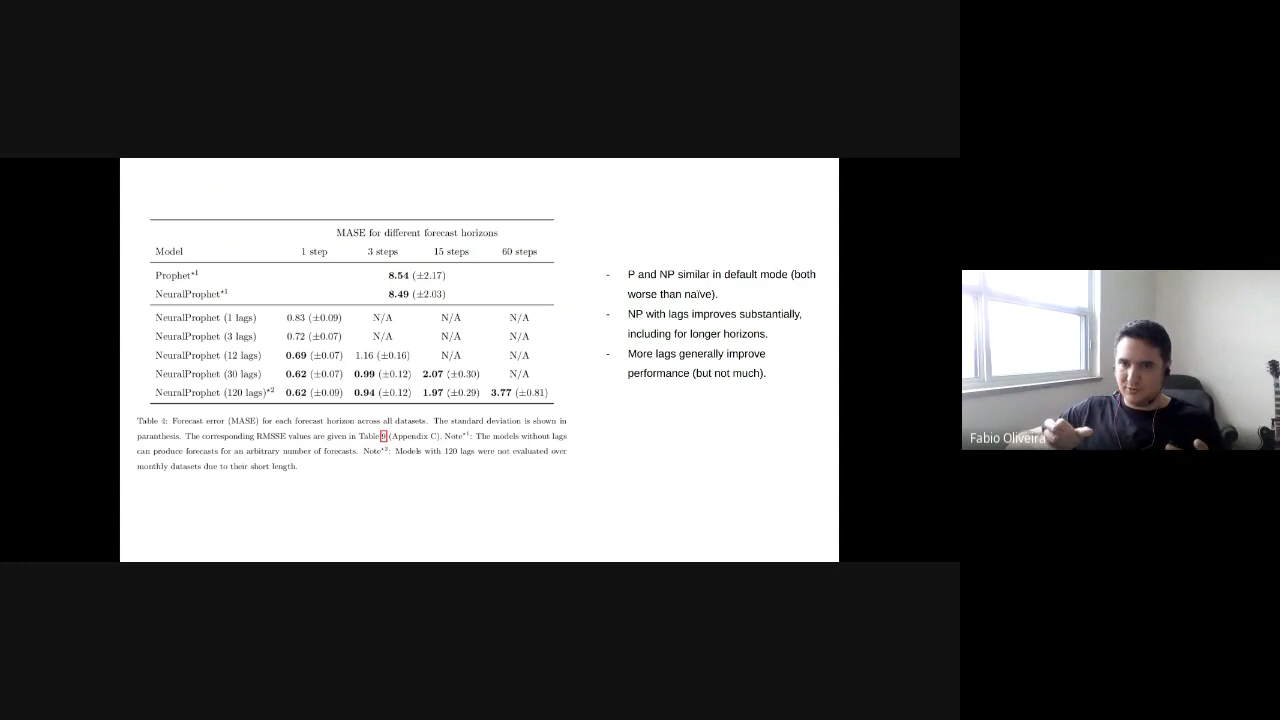 MASE for different forecast horizons
Model 1 step 3 steps 15 steps 60 steps
Prophet*1 8.54 (±2.17)
NeuralProphet*1 8.49 (±2.03)
NeuralProphet (1 lags) 0.83 (±0.09) N/A N/A N/A
NeuralProphet (3 lags) 0.72 (±0.07) N/A N/A N/A
NeuralProphet (12 lags) 0.69 (±0.07) 1.16 (±0.16) N/A N/A
NeuralProphet (30 lags) 0.62 (±0.07) 0.99 (±0.12) 2.07 (±0.30) N/A
NeuralProphet (120 lags)*2 0.62 (±0.09) 0.94 (±0.12) 1.97 (±0.29) 3.77 (±0.81)
Table 4: Forecast error (MASE) for each forecast horizon across all datasets. The standard deviation is shown in
paranthesis. The corresponding RMSSE values are given in Table 9 (Appendix C). Note*1: The models without lags
can produce forecasts for an arbitrary number of forecasts. Note*2: Models with 120 lags were not evaluated over
monthly datasets due to their short length.
- P and NP similar in default mode (both
worse than naïve).
- NP with lags improves substantially,
including for longer horizons.
- More lags generally improve
performance (but not much).
Fabio Oliveira